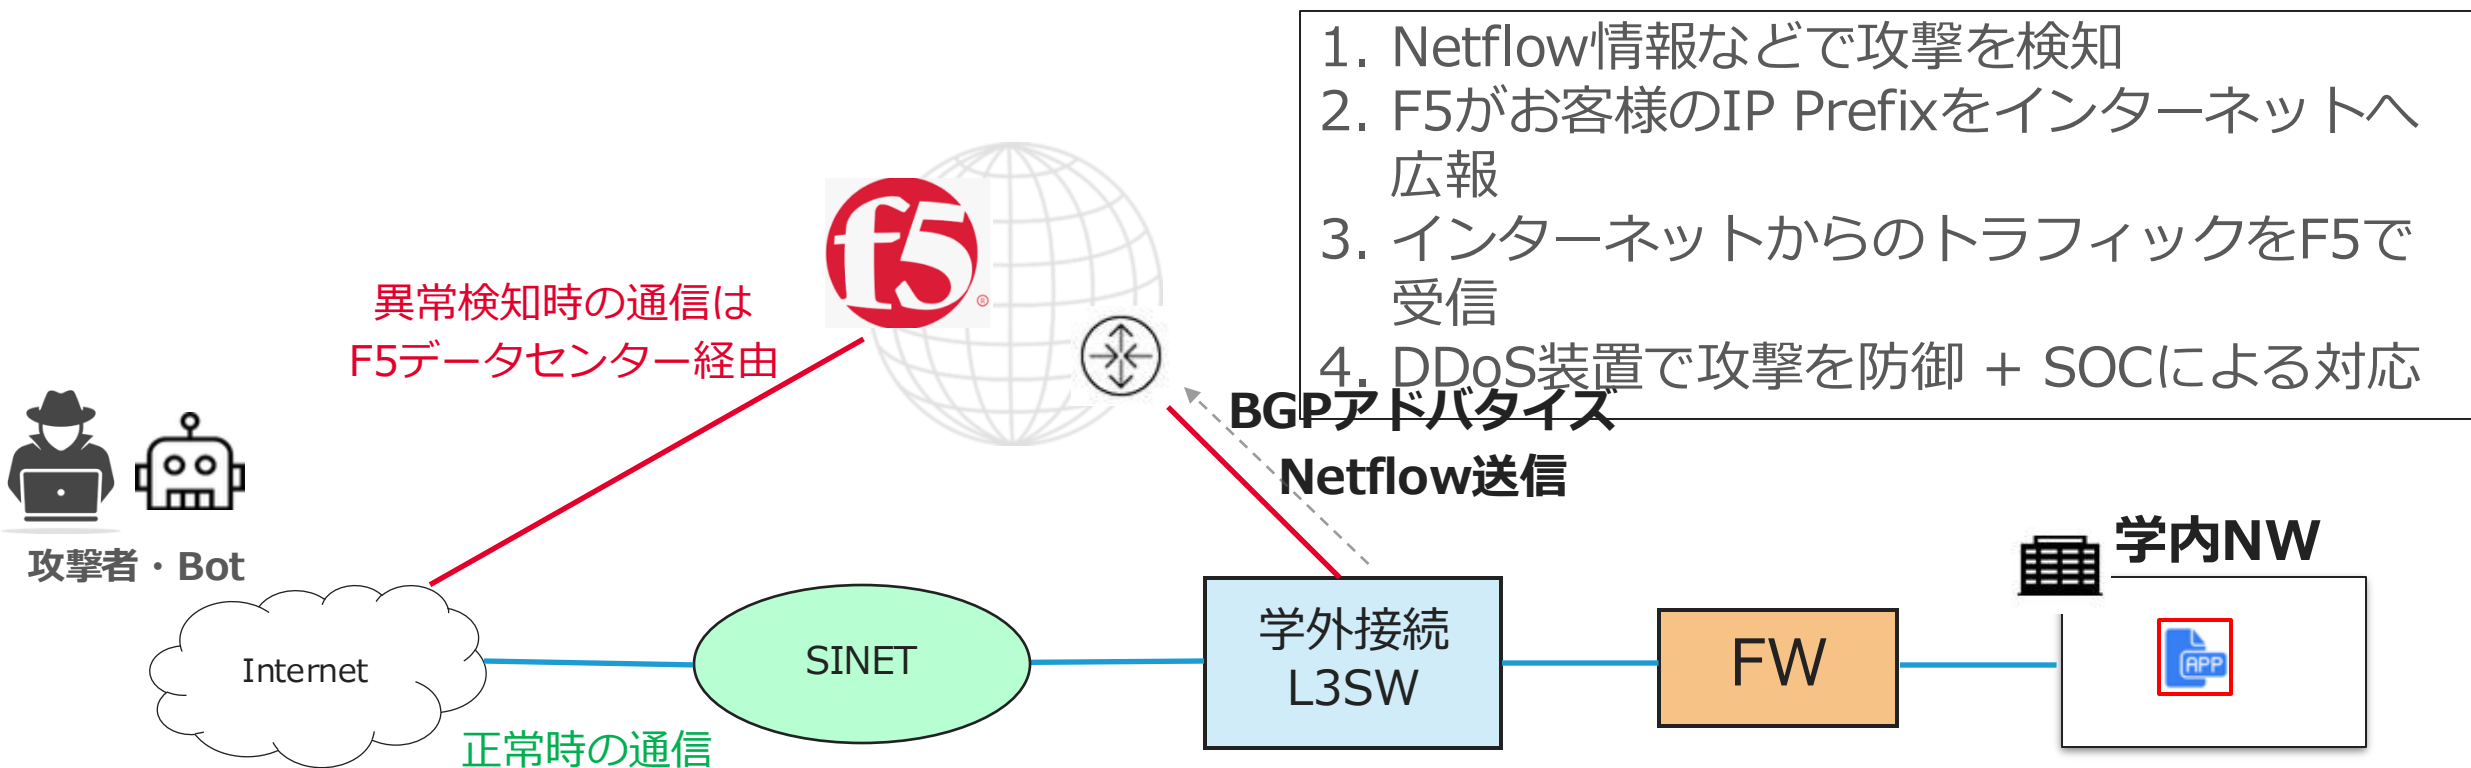 1. Netflow情報などで攻撃を検知
2. F5がお客様のIP Prefixをインターネットへ
広報
3. インターネットからのトラフィックをF5で
受信
4. DDoS装置で攻撃を防御 + SOCによる対応
f5
®
異常検知時の通信は
F5データセンター経由
BGPアドバタイズ
Netflow送信
攻撃者・Bot
学内NW
Internet
SINET
学外接続
L3SW
FW
APP
正常時の通信